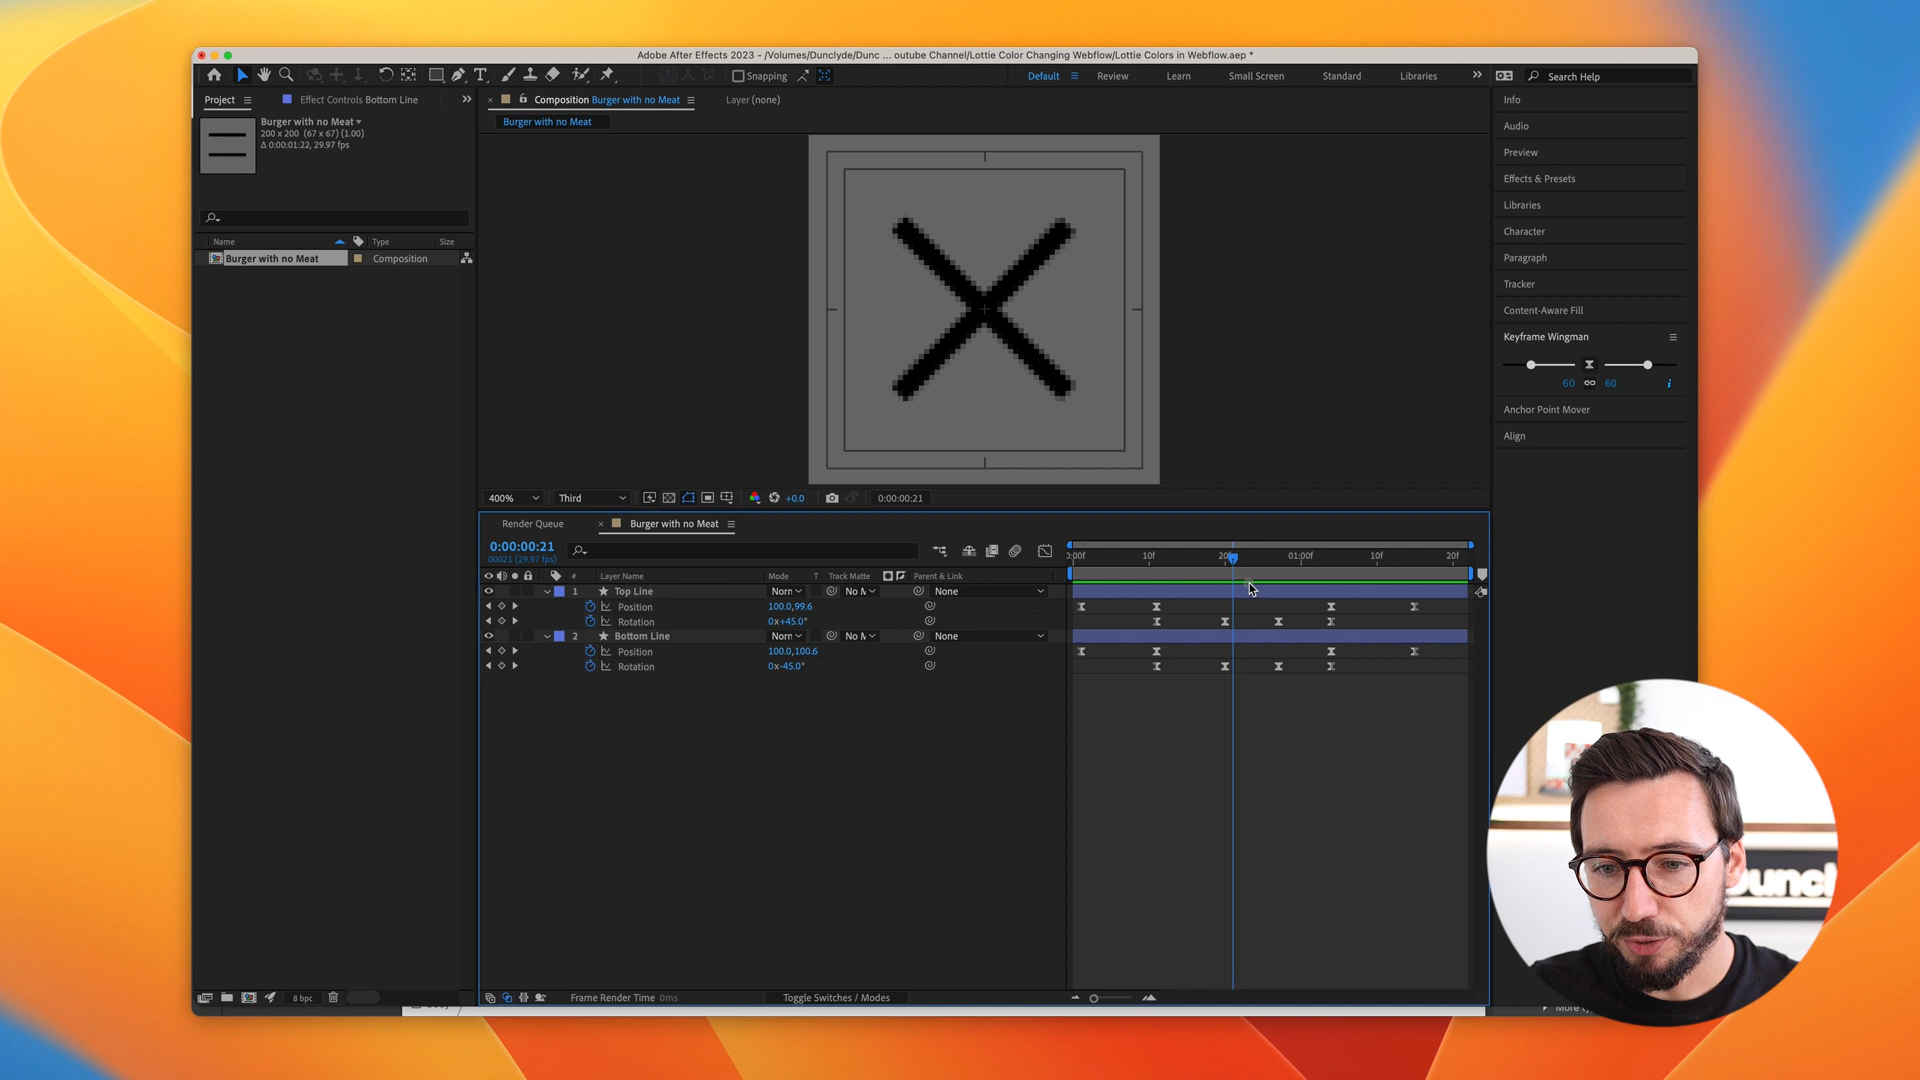 Adobe After Effects 2023 - /Volumes/Dunclyde/Dunc ... outube Channel/Lottie Color Changing Webflow/Lottie Colors in Webflow.aep *
Snapping
Default
Review
Learn
Small Screen
Standard
Libraries
Search Help
Project
Effect Controls Bottom Line
Composition Burger with no Meat
Layer (none)
Burger with no Meat
Burger with no Meat
200 x 200 (67 x 67) (1.00)
Δ 0:00:01:22, 29.97 fps
Name
Type
Size
Burger with no Meat
Composition
Info
Audio
Preview
Effects & Presets
Libraries
Character
Paragraph
Tracker
Content-Aware Fill
Keyframe Wingman
60
60
i
Anchor Point Mover
Align
400%
Third
+0.0
0:00:00:21
Render Queue
Burger with no Meat
0:00:00:21
00021 (29.97 fps)
:00f
10f
01:00f
10f
20f
#
Layer Name
Mode
T
Track Matte
Parent & Link
1
Top Line
Norn
No M
None
Position
100.0,99.6
Rotation
0x+45.0°
2
Bottom Line
Norn
No M
None
Position
100.0,100.6
Rotation
0x-45.0°
8 bpc
Frame Render Time 0ms
Toggle Switches / Modes